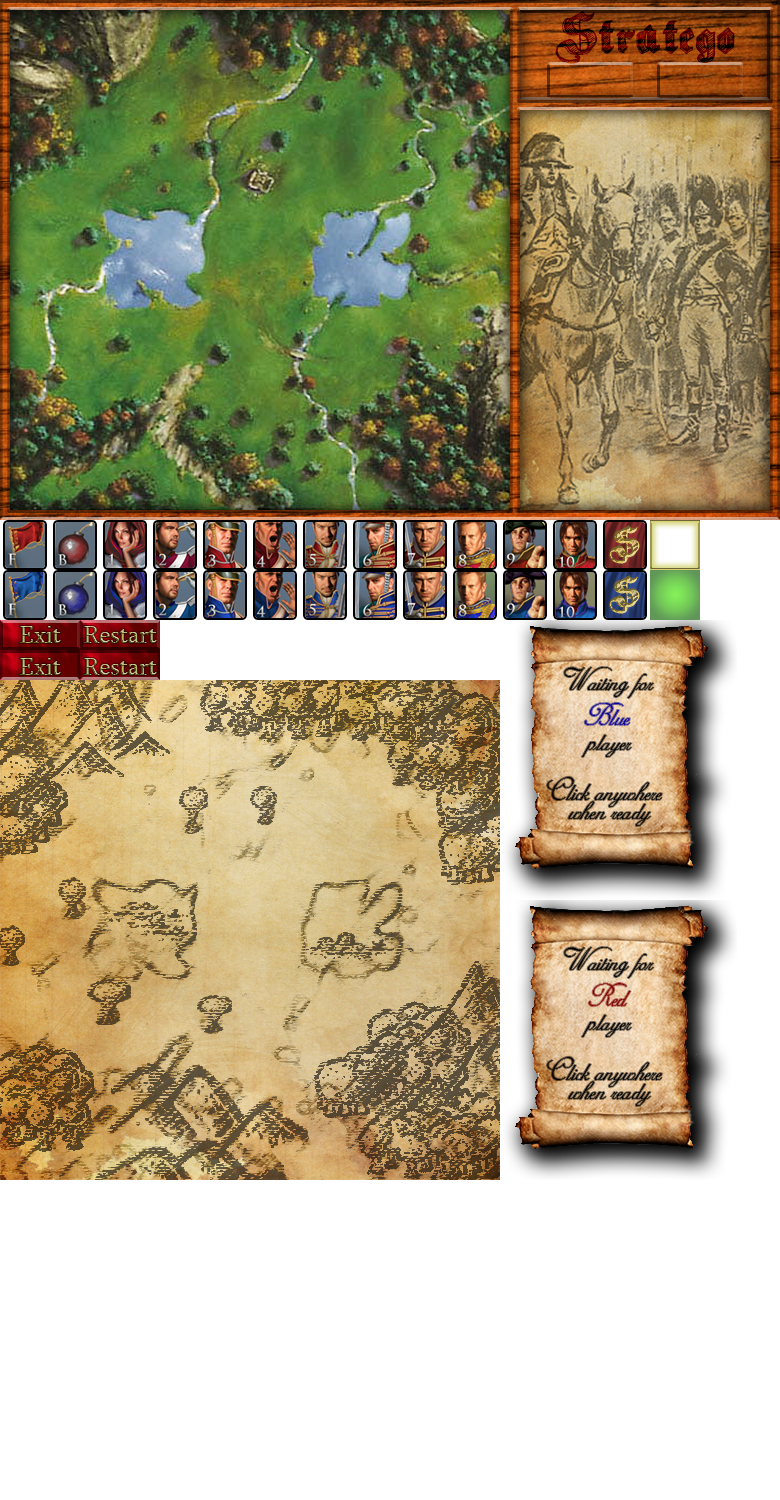 Stratego
F B 1 2 3 4 5 6 7 8 9 10 S
F B 1 2 3 4 5 6 7 8 9 10 S
Exit Restart
Exit Restart
Waiting for
Blue
player
Click anywhere
when ready
Waiting for
Red
player
Click anywhere
when ready